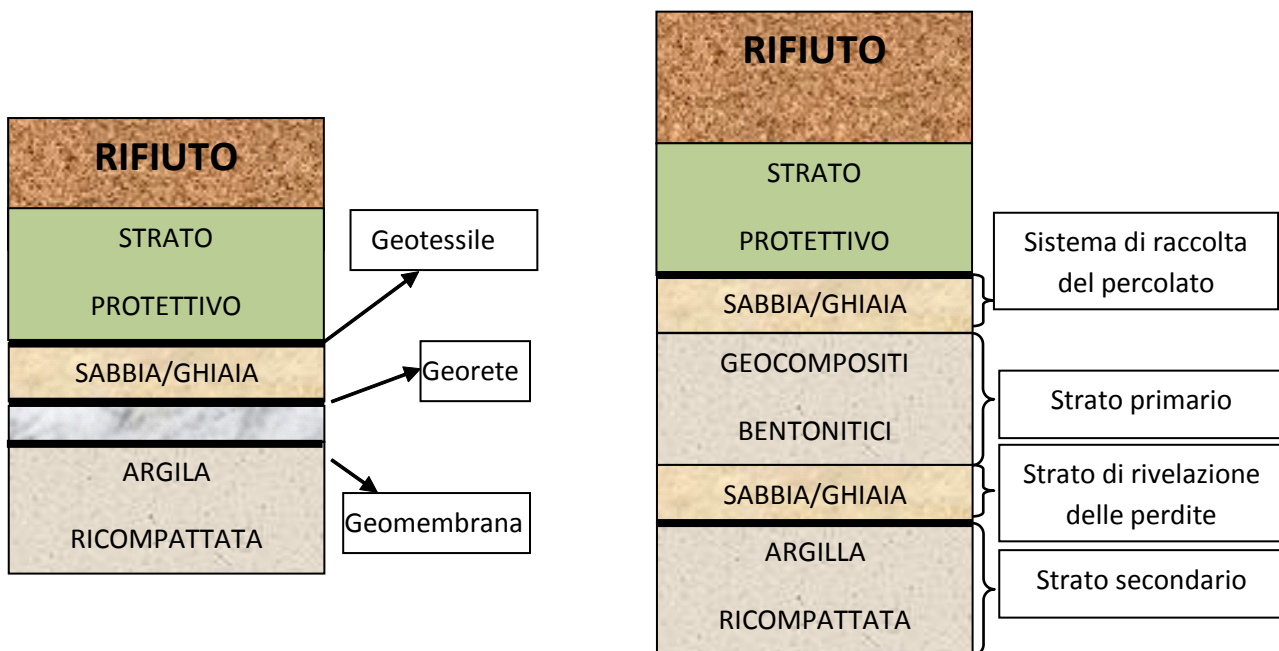 RIFIUTO
STRATO
PROTETTIVO
SABBIA/GHIAIA
ARGILA
RICOMPATTATA
Geotessile
Georete
Geomembrana
RIFIUTO
STRATO
PROTETTIVO
SABBIA/GHIAIA
GEOCOMPOSITI
BENTONITICI
SABBIA/GHIAIA
ARGILLA
RICOMPATTATA
Sistema di raccolta
del percolato
Strato primario
Strato di rivelazione
delle perdite
Strato secondario